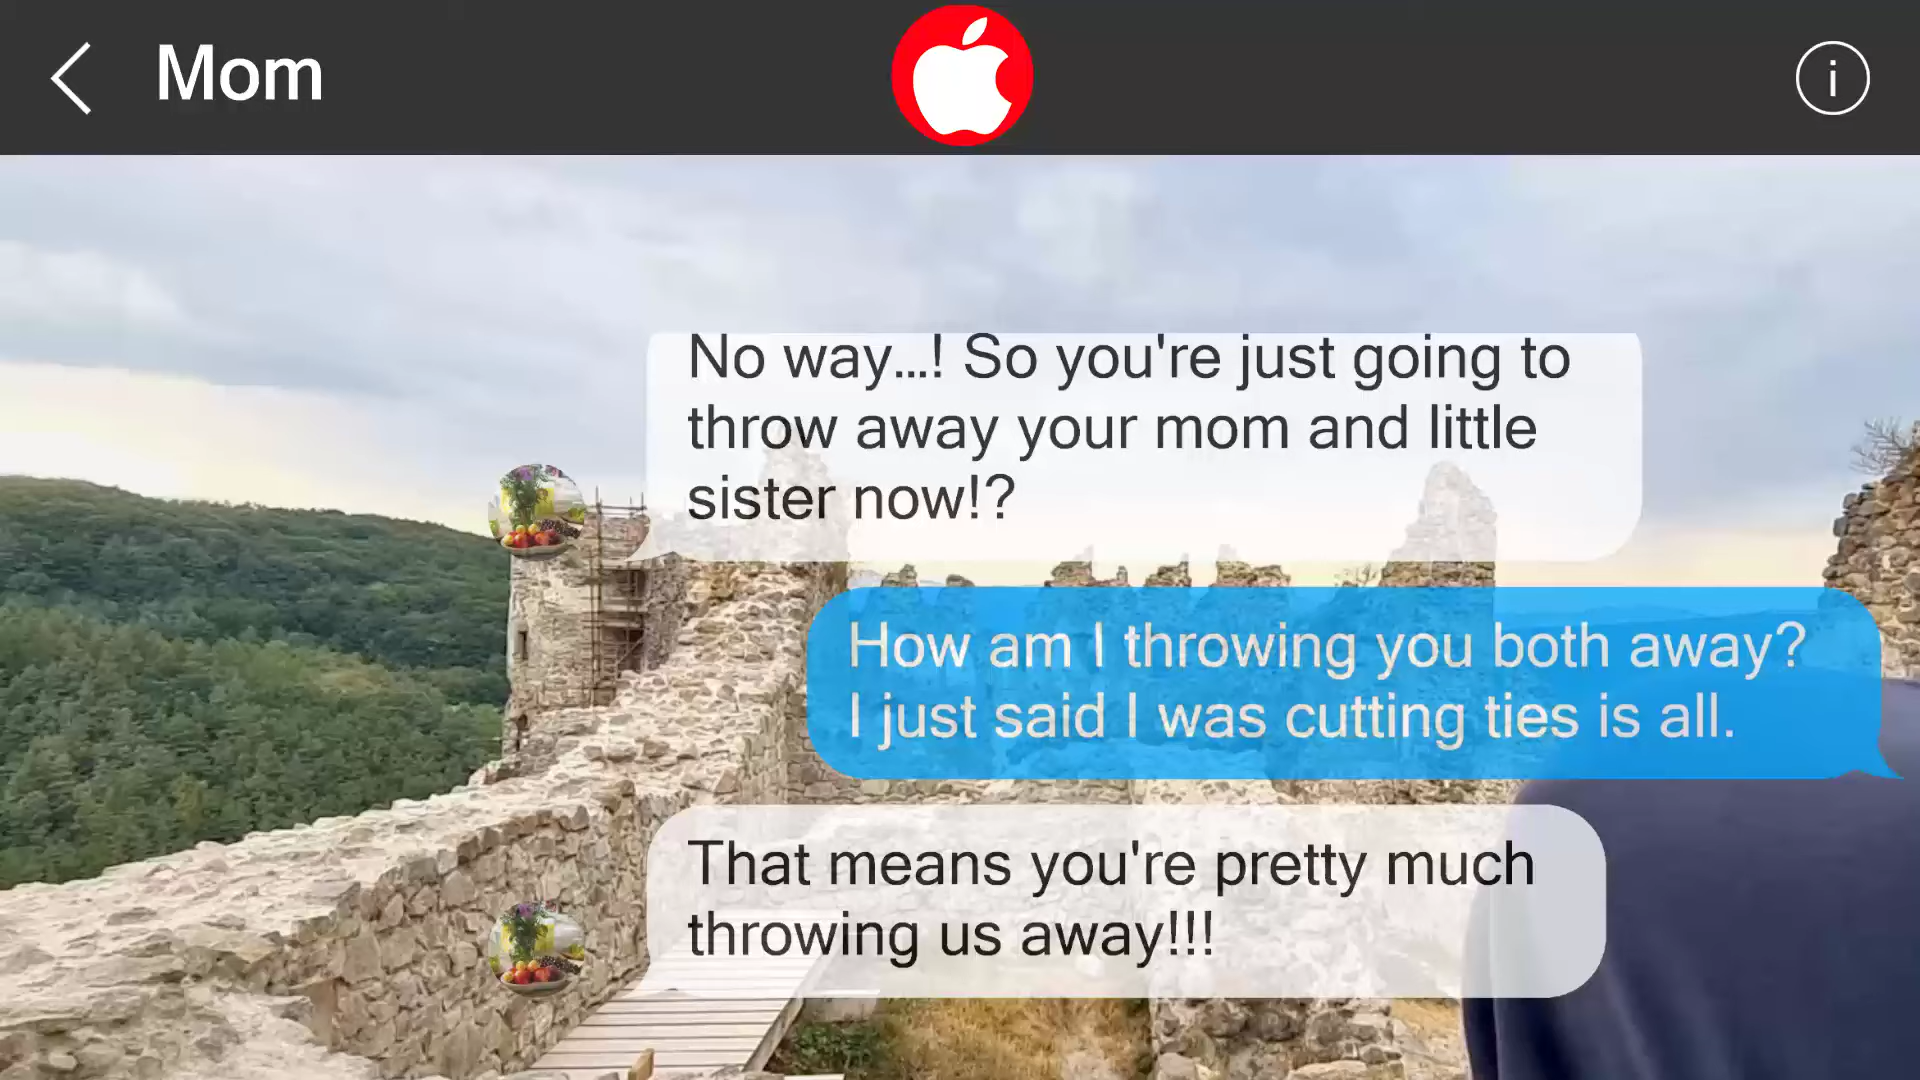 Mom
i
No way...! So you're just going to
throw away your mom and little
sister now!?
How am I throwing you both away?
I just said I was cutting ties is all.
That means you're pretty much
throwing us away!!!